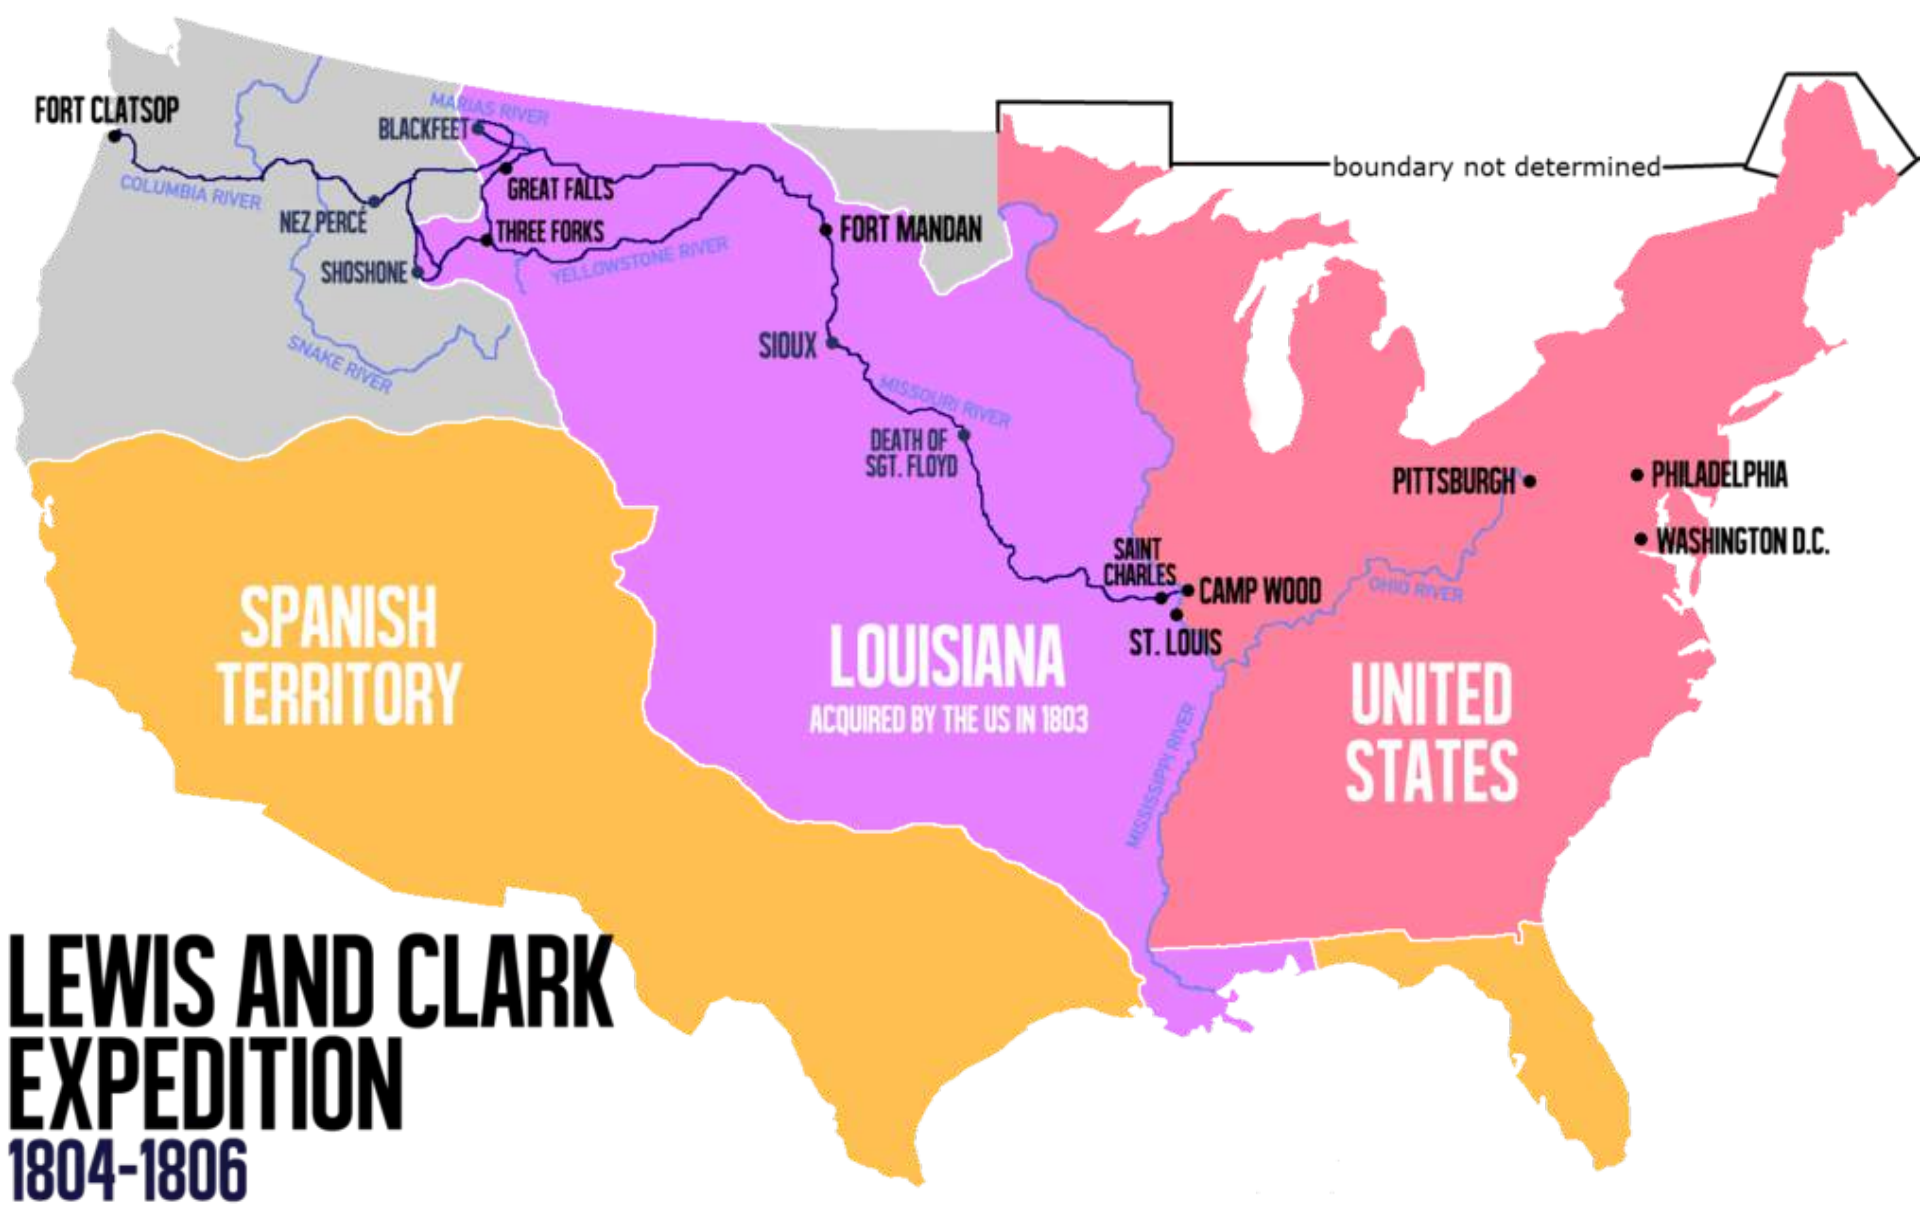 FORT CLATSOP
MARIAS RIVER
BLACKFEET
boundary not determined
COLUMBIA RIVER
GREAT FALLS
NEZ PERCÉ
THREE FORKS
FORT MANDAN
YELLOWSTONE RIVER
SHOSHONE
SNAKE RIVER
SIOUX
MISSOURI RIVER
DEATH OF
SGT. FLOYD
PITTSBURGH
PHILADELPHIA
WASHINGTON D.C.
SAINT
CHARLES
CAMP WOOD
OHIO RIVER
ST. LOUIS
SPANISH
TERRITORY
LOUISIANA
ACQUIRED BY THE US IN 1803
MISSISSIPPI RIVER
UNITED
STATES
LEWIS AND CLARK
EXPEDITION
1804-1806